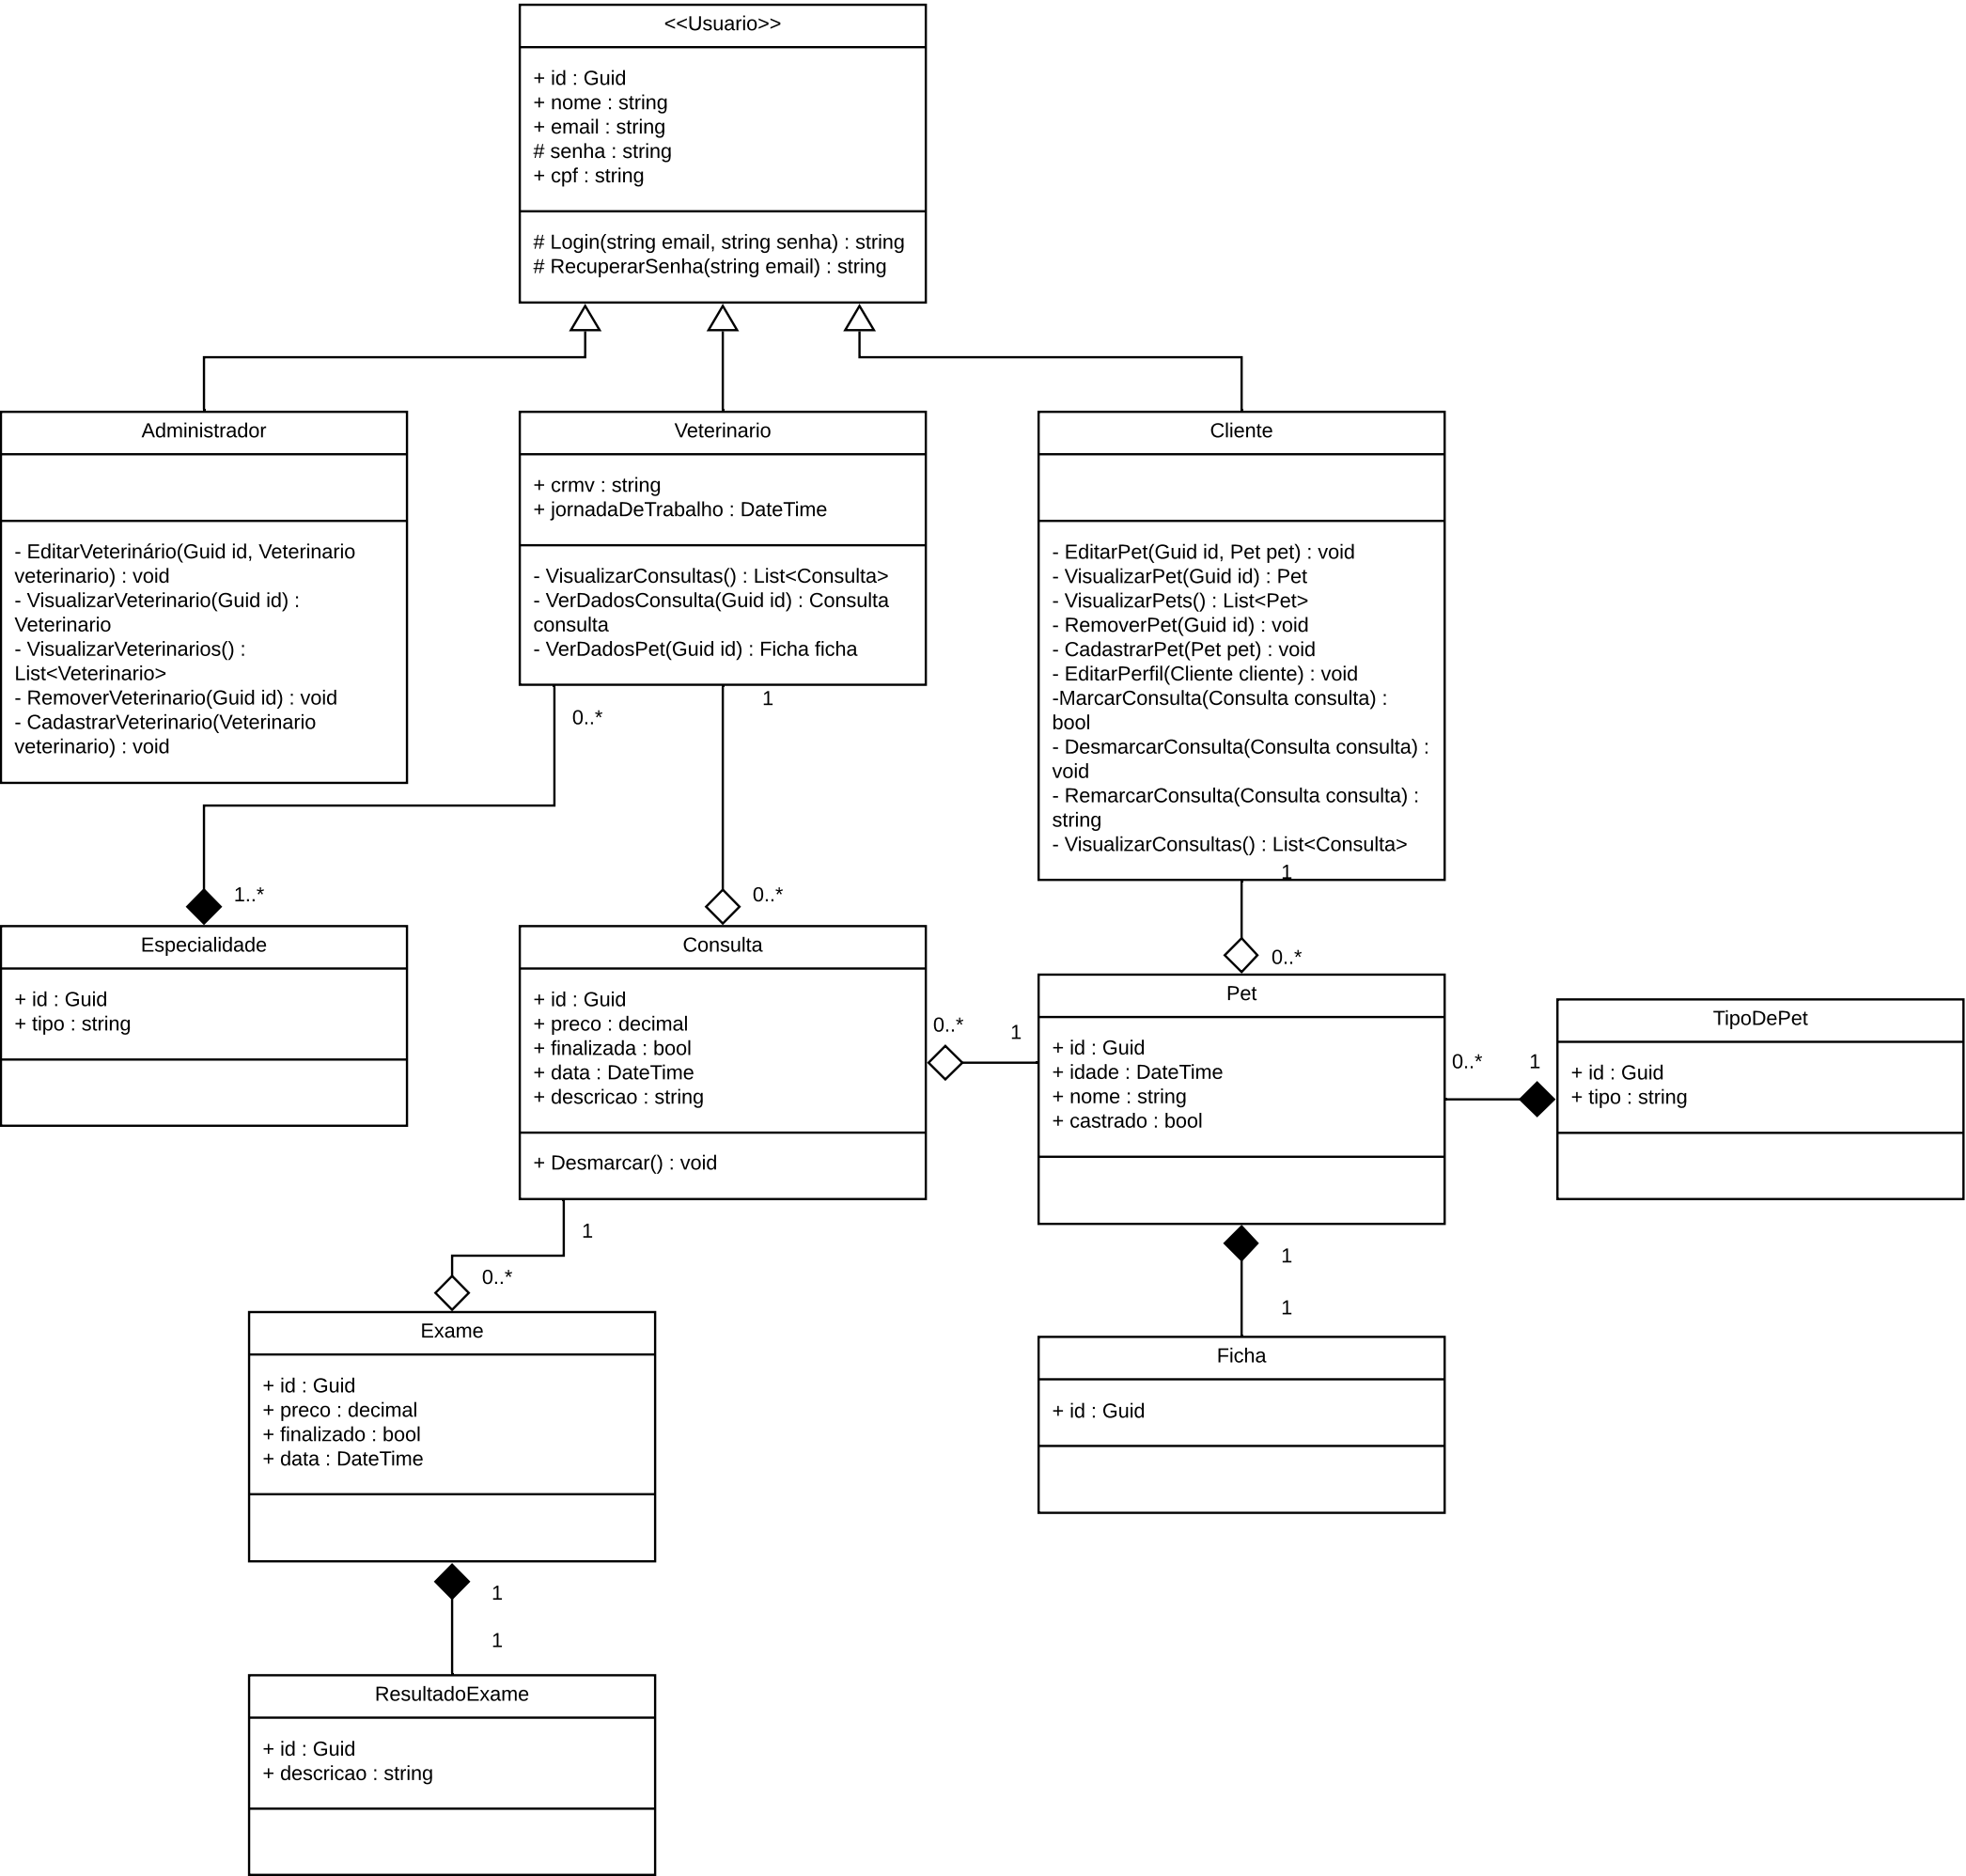 <<Usuario>>
+ id : Guid
+ nome : string
+ email : string
# senha : string
+ cpf : string
# Login(string email, string senha) : string
# RecuperarSenha(string email) : string
Administrador
- EditarVeterinário(Guid id, Veterinario
veterinario) : void
- VisualizarVeterinario(Guid id) :
Veterinario
- VisualizarVeterinarios() :
List<Veterinario>
- RemoverVeterinario(Guid id) : void
- CadastrarVeterinario(Veterinario
veterinario) : void
Veterinario
+ crmv : string
+ jornadaDeTrabalho : DateTime
- VisualizarConsultas() : List<Consulta>
- VerDadosConsulta(Guid id) : Consulta
consulta
- VerDadosPet(Guid id) : Ficha ficha
Cliente
- EditarPet(Guid id, Pet pet) : void
- VisualizarPet(Guid id) : Pet
- VisualizarPets() : List<Pet>
- RemoverPet(Guid id) : void
- CadastrarPet(Pet pet) : void
- EditarPerfil(Cliente cliente) : void
-MarcarConsulta(Consulta consulta) :
bool
- DesmarcarConsulta(Consulta consulta) :
void
- RemarcarConsulta(Consulta consulta) :
string
- VisualizarConsultas() : List<Consulta>
0..*
1
1
1..*
0..*
0..*
Especialidade
+ id : Guid
+ tipo : string
Consulta
+ id : Guid
+ preco : decimal
+ finalizada : bool
+ data : DateTime
+ descricao : string
+ Desmarcar() : void
0..*
1
Pet
+ id : Guid
+ idade : DateTime
+ nome : string
+ castrado : bool
0..*
1
TipoDePet
+ id : Guid
+ tipo : string
1
0..*
1
1
Exame
+ id : Guid
+ preco : decimal
+ finalizado : bool
+ data : DateTime
Ficha
+ id : Guid
1
1
ResultadoExame
+ id : Guid
+ descricao : string